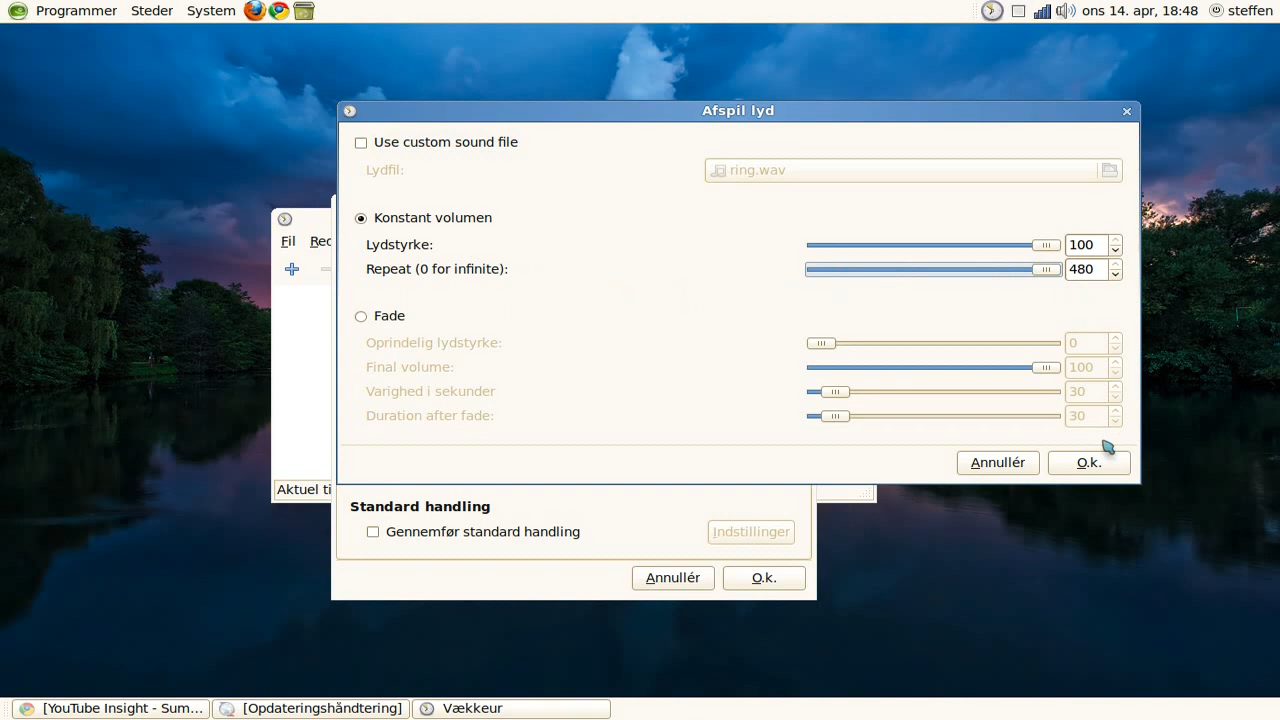 Programmer Steder System
ons 14. apr, 18:48 steffen
Afspil lyd
Use custom sound file
Lydfil: ring.wav
Konstant volumen
Lydstyrke: 100
Repeat (0 for infinite): 480
Fade
Oprindelig lydstyrke: 0
Final volume: 100
Varighed i sekunder 30
Duration after fade: 30
Annullér O.k.
Fil Red
Aktuel ti
Standard handling
Gennemfør standard handling Indstillinger
Annullér O.k.
[YouTube Insight - Sum... [Opdateringshåndtering] Vækkeur